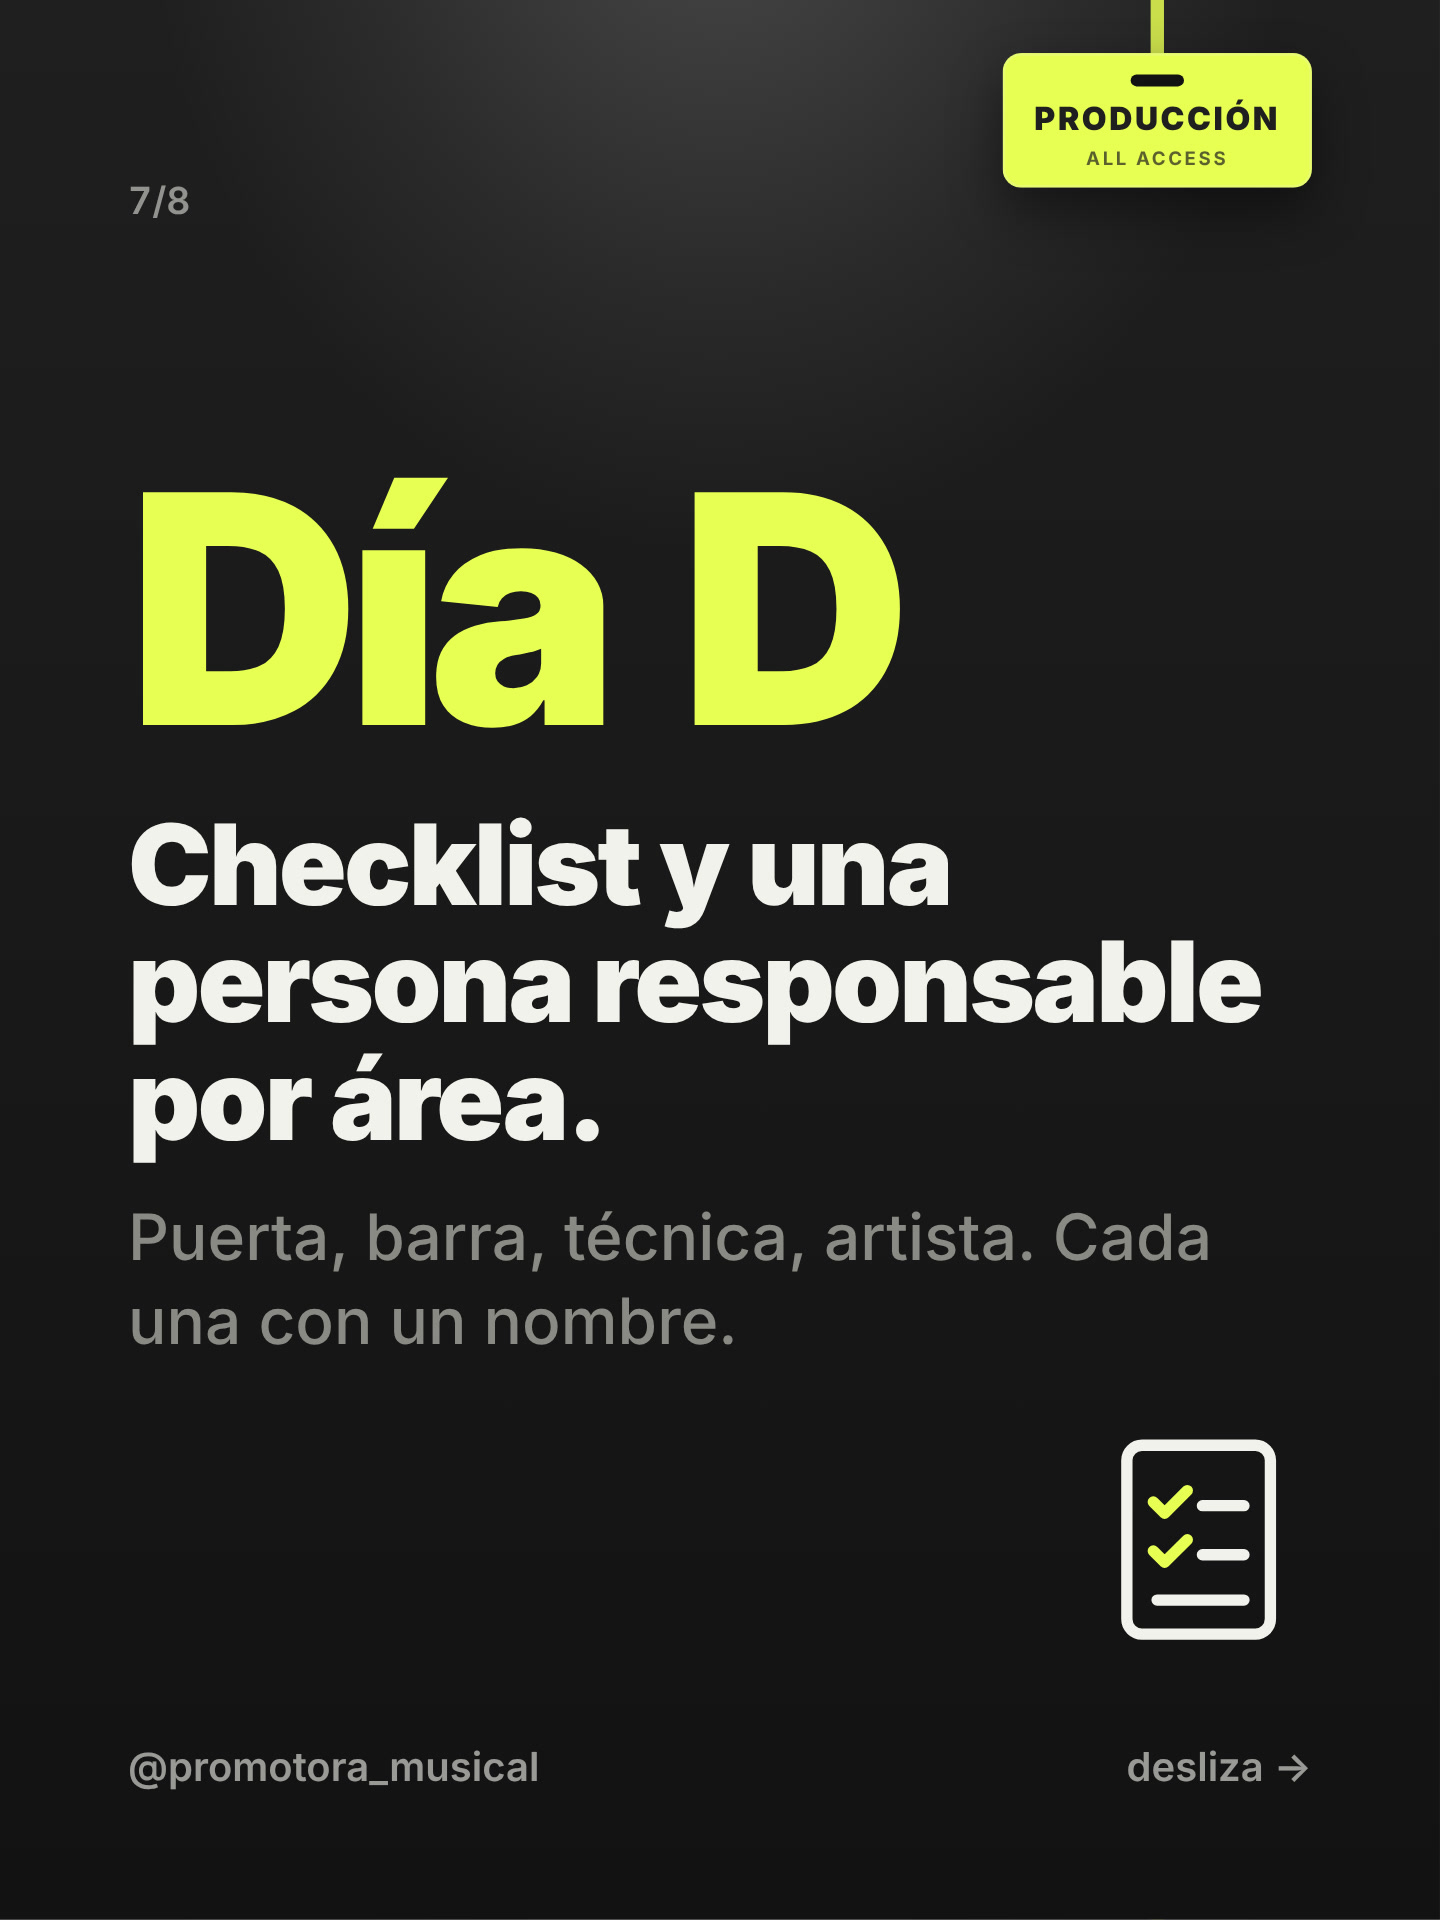 PRODUCCIÓN
ALL ACCESS
7/8
Día D
Checklist y una
persona responsable
por área.
Puerta, barra, técnica, artista. Cada
una con un nombre.
@promotora_musical
desliza →